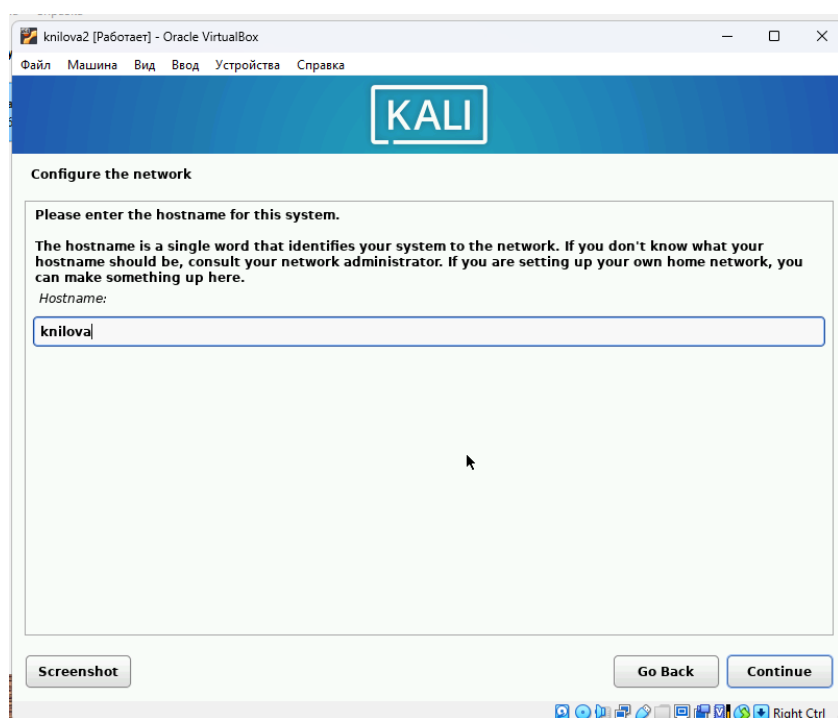 knilova2 [Работает] - Oracle VirtualBox
Файл Машина Вид Ввод Устройства Справка
KALI
Configure the network
Please enter the hostname for this system.
The hostname is a single word that identifies your system to the network. If you don't know what your
hostname should be, consult your network administrator. If you are setting up your own home network, you
can make something up here.
Hostname:
knilova
Screenshot
Go Back
Continue
Right Ctrl